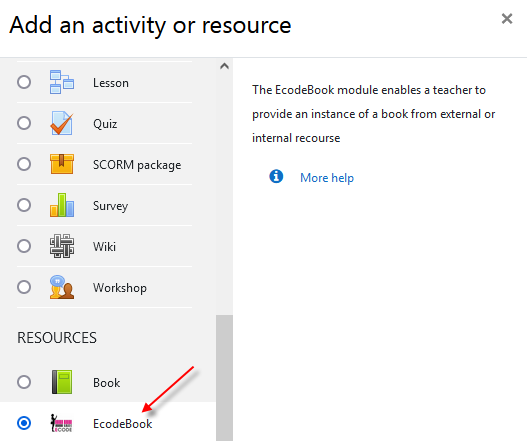 Add an activity or resource
×
Lesson
Quiz
SCORM package
Survey
Wiki
Workshop
RESOURCES
Book
ECODE
EcodeBook
The EcodeBook module enables a teacher to
provide an instance of a book from external or
internal recourse
More help